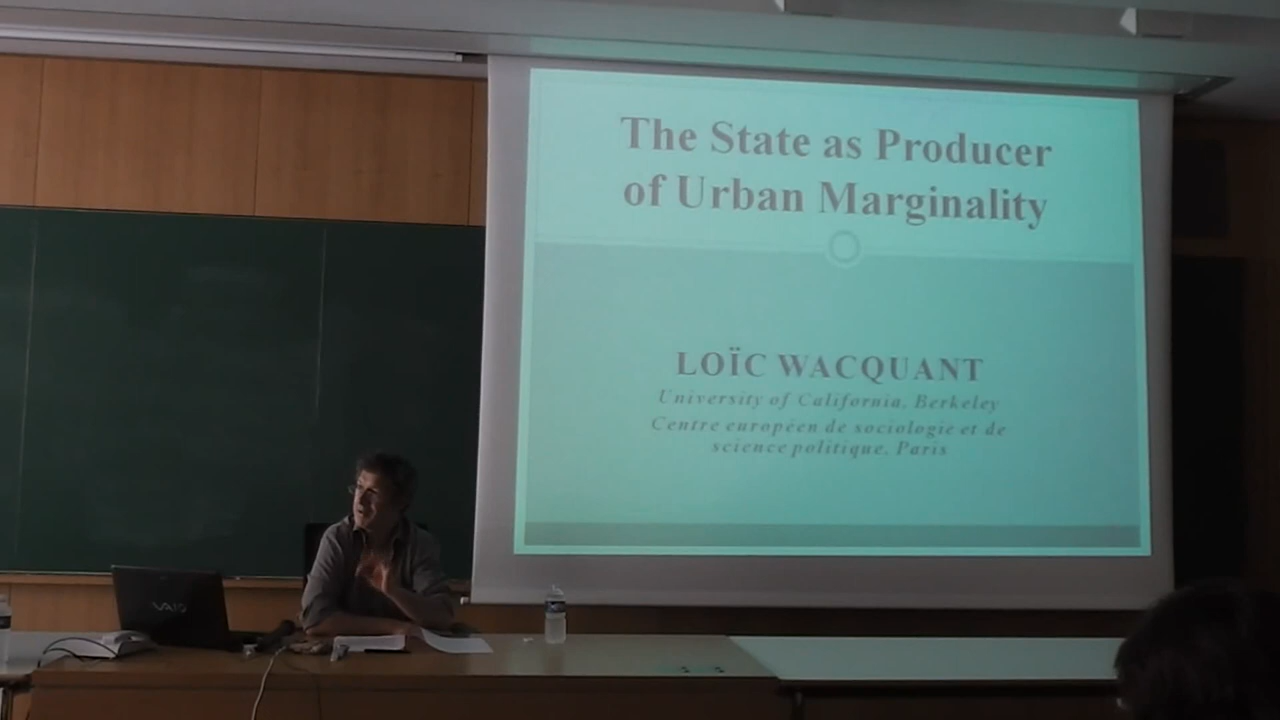 The State as Producer
of Urban Marginality
LOÏC WACQUANT
University of California, Berkeley
Centre européen de sociologie et de
science politique, Paris
VAIO